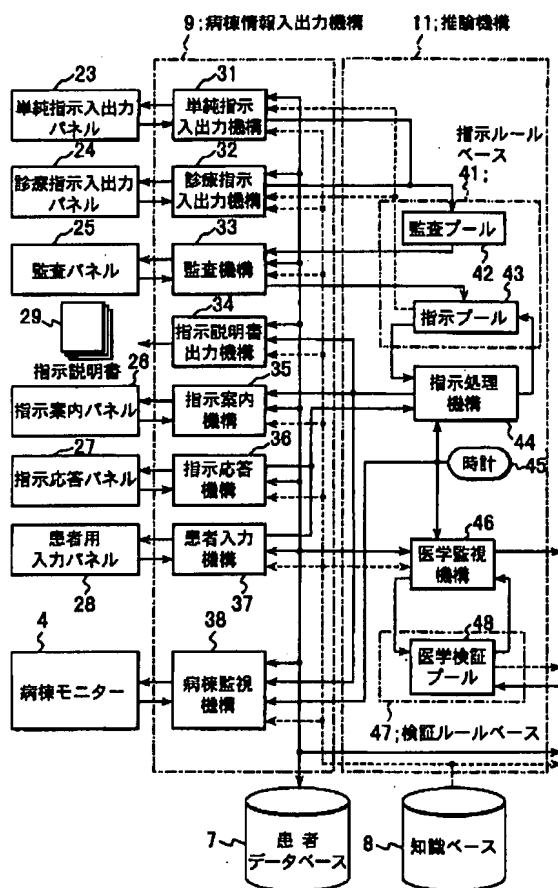 9;病棟情報入出力機構
11;推験機構
23
単純指示入出力
パネル
31
単純指示
入出力機構
24
診療指示入出力
パネル
32
診療指示
入出力機構
指示ルール
ベース
41;
25
監査パネル
33
監査機構
監査プール
42
43
指示プール
29
指示説明書
34
指示説明書
出力機構
26
指示案内パネル
35
指示案内
機構
指示処理
機構
44
27
指示応答パネル
36
指示応答
機構
時計
45
患者用
入力パネル
28
患者入力
機構
37
46
医学監視
機構
4
病棟モニター
38
病棟監視
機構
48
医学検証
プール
47;検証ルールベース
7
患者
データベース
8
知識ベース